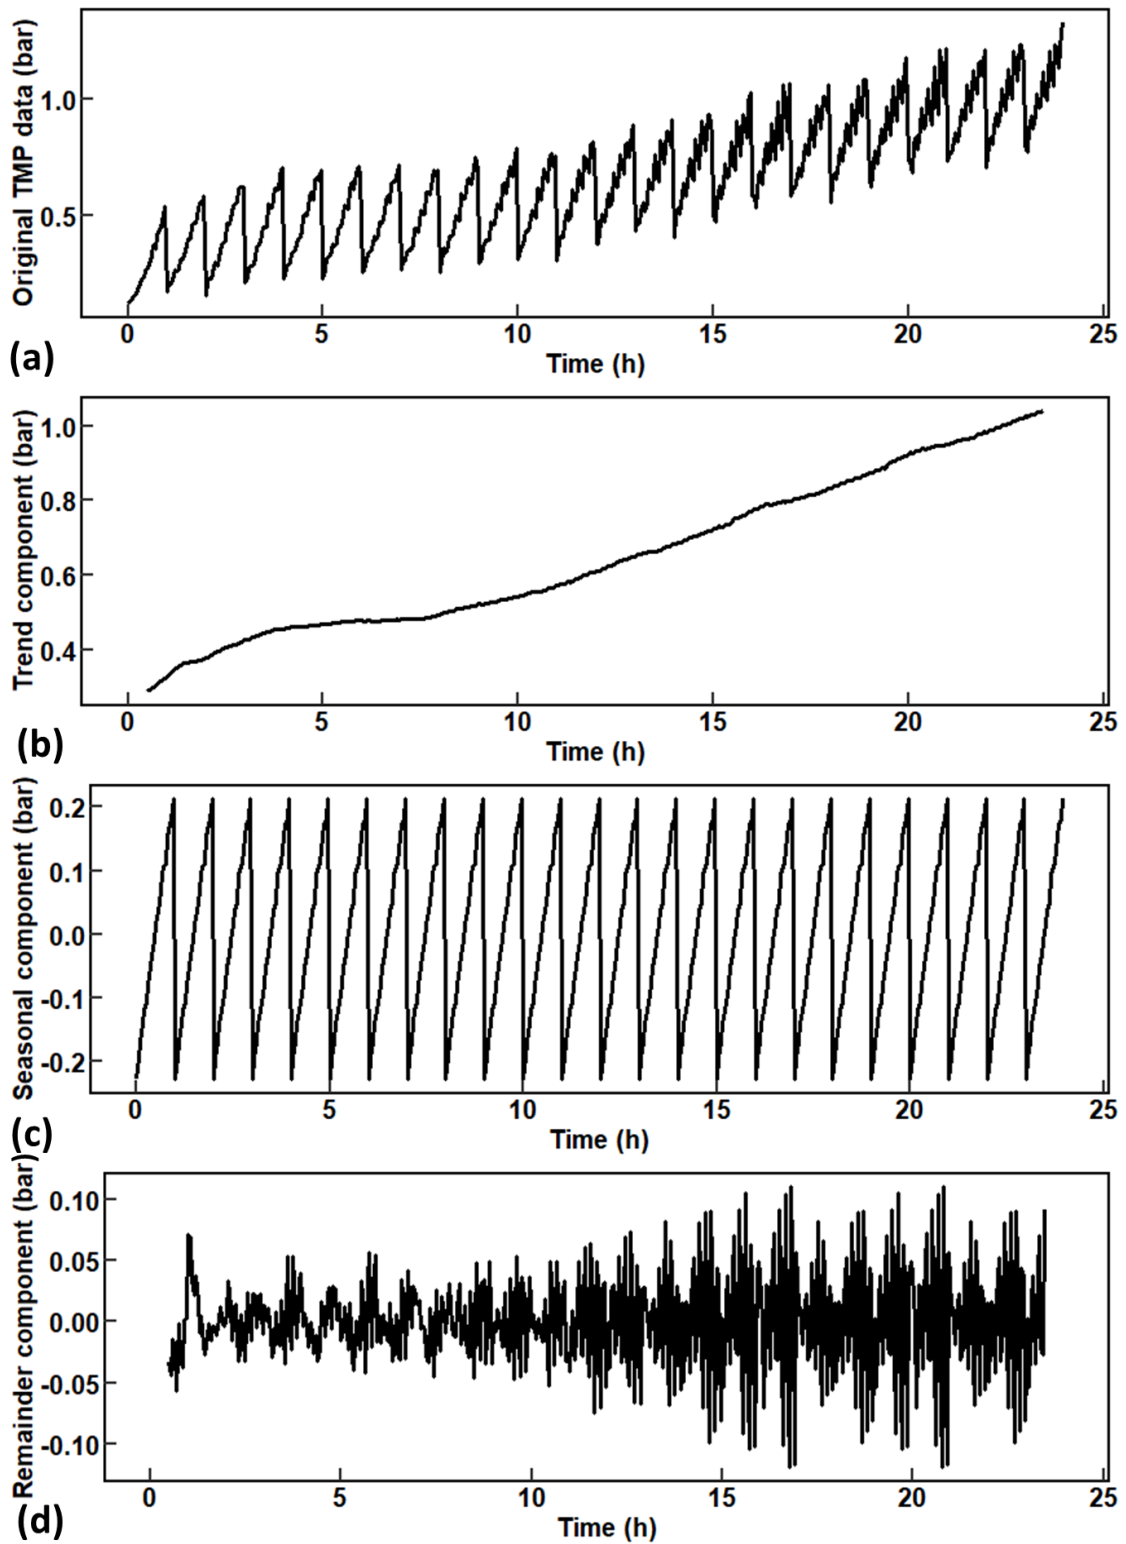 Original TMP data (bar)
1.0
0.5
0 5 10 15 20 25
Time (h)
(a)
Trend component (bar)
1.0
0.8
0.6
0.4
0 5 10 15 20 25
Time (h)
(b)
Seasonal component (bar)
0.2
0.1
0.0
-0.1
-0.2
0 5 10 15 20 25
Time (h)
(c)
Remainder component (bar)
0.10
0.05
0.00
-0.05
-0.10
0 5 10 15 20 25
Time (h)
(d)